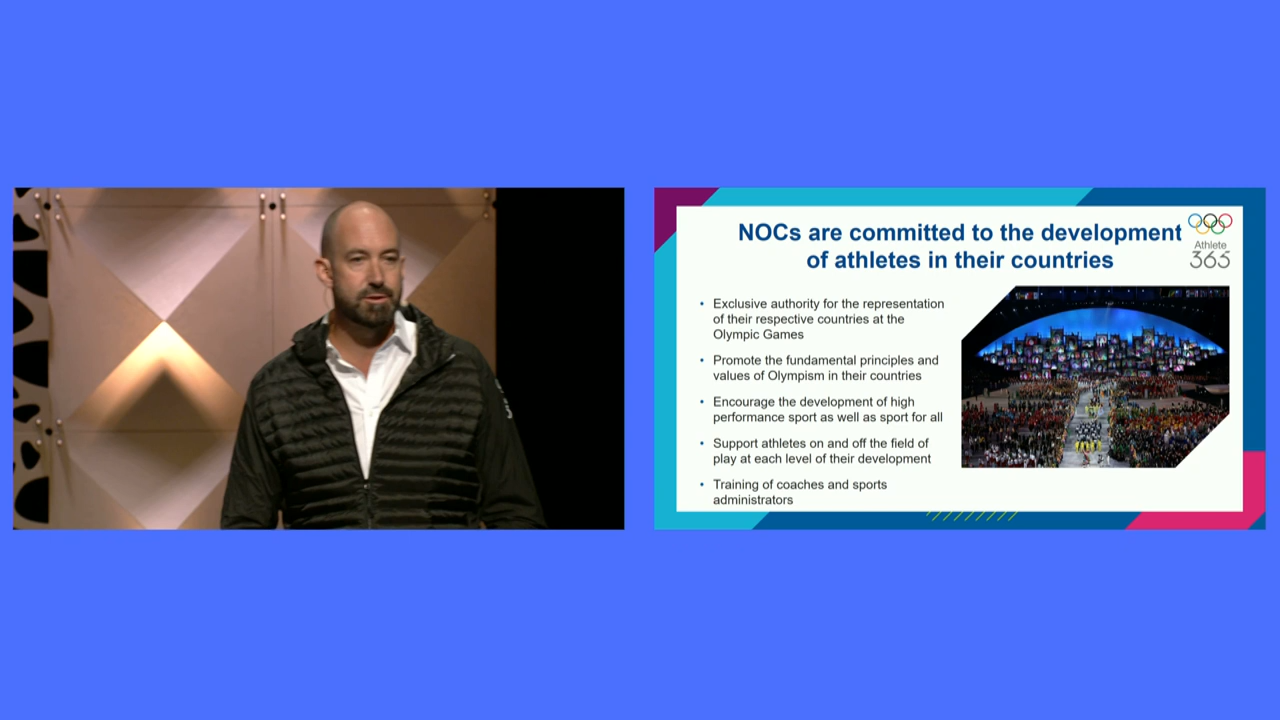 NOCs are committed to the development
of athletes in their countries
Athlete
365
• Exclusive authority for the representation
of their respective countries at the
Olympic Games
• Promote the fundamental principles and
values of Olympism in their countries
• Encourage the development of high
performance sport as well as sport for all
• Support athletes on and off the field of
play at each level of their development
• Training of coaches and sports
administrators